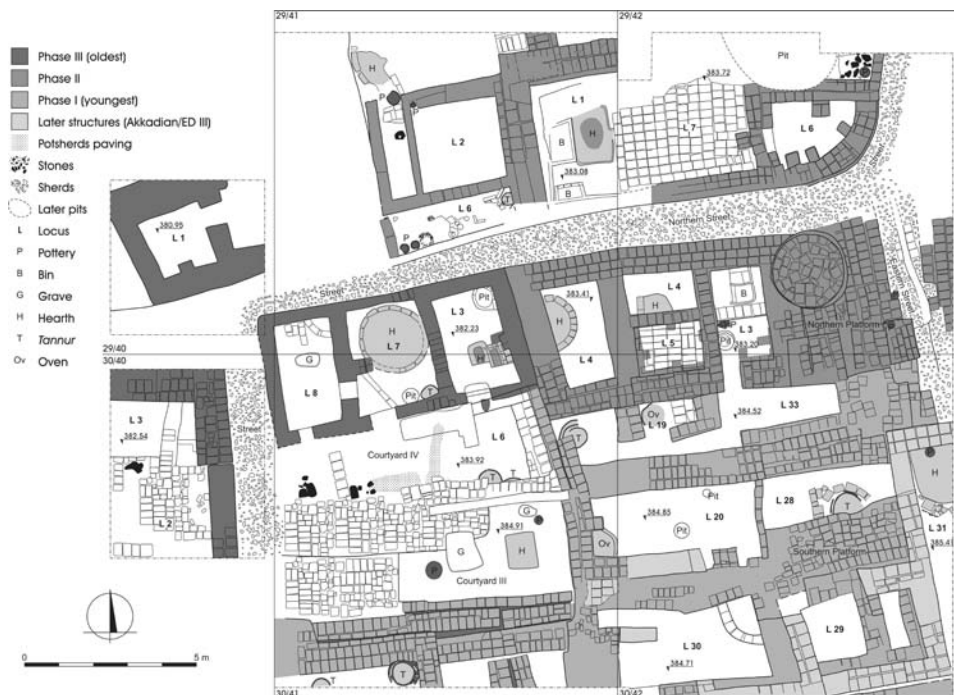 29/41
29/42
Phase III (oldest)
Phase II
Phase I (youngest)
Later structures (Akkadian/ED III)
Potsherds paving
Stones
Sherds
Later pits
L Locus
P Pottery
B Bin
G Grave
H Hearth
T Tannur
Ov Oven
H
P
P
L 2
L 1
H
B
383.08
B
L 6
T
P
383.72
Pit
P
L 7
L 6
Street
Northern Street
380.95
L 1
Street
L 3
Pit
382.23
H
H
L 7
G
L 8
Pit
T
383.41
H
L 4
L 4
H
L 5
B
P
L 3
Pit
383.20
Northern Platform
Eastern Street
29/40
30/40
L 3
382.54
L 2
Street
L 6
Courtyard IV
383.92
T
T
T
Ov
L 19
384.52
L 33
P
H
L 31
385.41
G
P
384.91
G
H
P
Courtyard III
Ov
Pit
384.85
L 20
Pit
L 28
T
Southern Platform
L 29
L 30
384.71
T
T
0
5 m
30/41
30/42